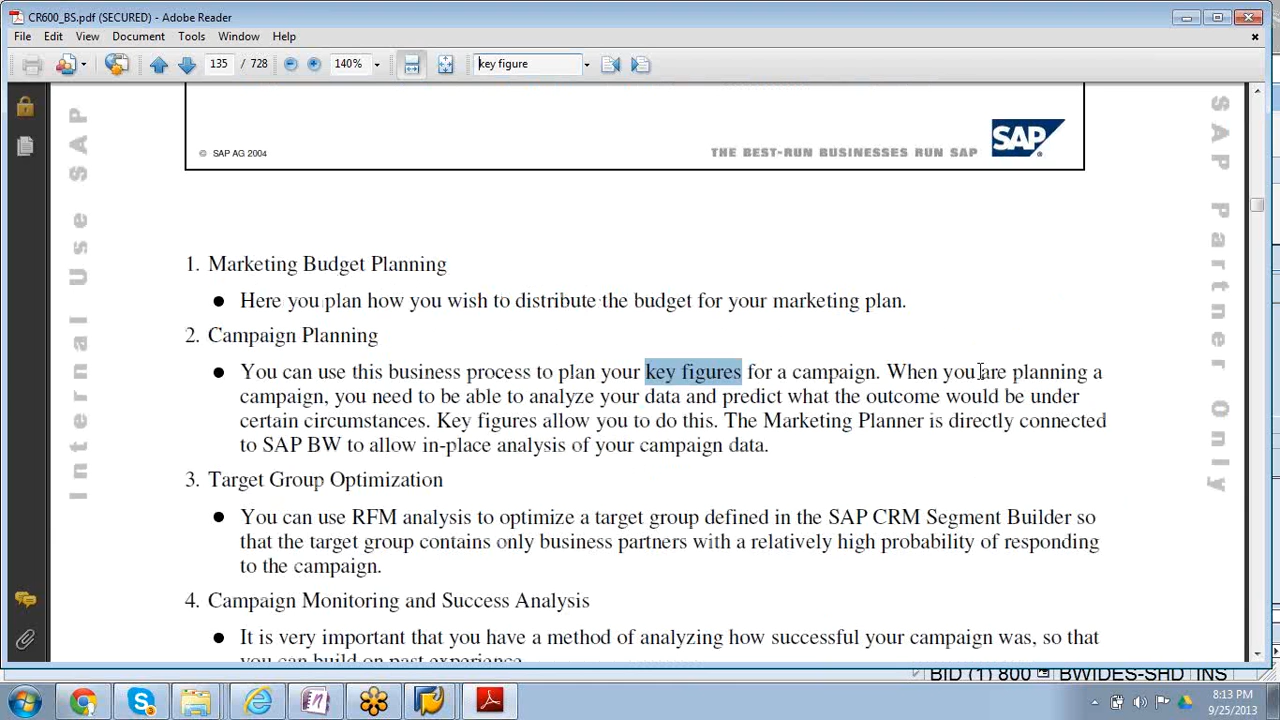 CR600_BS.pdf (SECURED) - Adobe Reader
File Edit View Document Tools Window Help
135 / 728 140% key figure
© SAP AG 2004 THE BEST-RUN BUSINESSES RUN SAP SAP
Internal Use SAP
SAP Partner Only
1. Marketing Budget Planning
● Here you plan how you wish to distribute the budget for your marketing plan.
2. Campaign Planning
● You can use this business process to plan your key figures for a campaign. When you are planning a
campaign, you need to be able to analyze your data and predict what the outcome would be under
certain circumstances. Key figures allow you to do this. The Marketing Planner is directly connected
to SAP BW to allow in-place analysis of your campaign data.
3. Target Group Optimization
● You can use RFM analysis to optimize a target group defined in the SAP CRM Segment Builder so
that the target group contains only business partners with a relatively high probability of responding
to the campaign.
4. Campaign Monitoring and Success Analysis
● It is very important that you have a method of analyzing how successful your campaign was, so that
you can build on past experience.
BID (1) 800 BWIDES-SHD INS
8:13 PM
9/25/2013